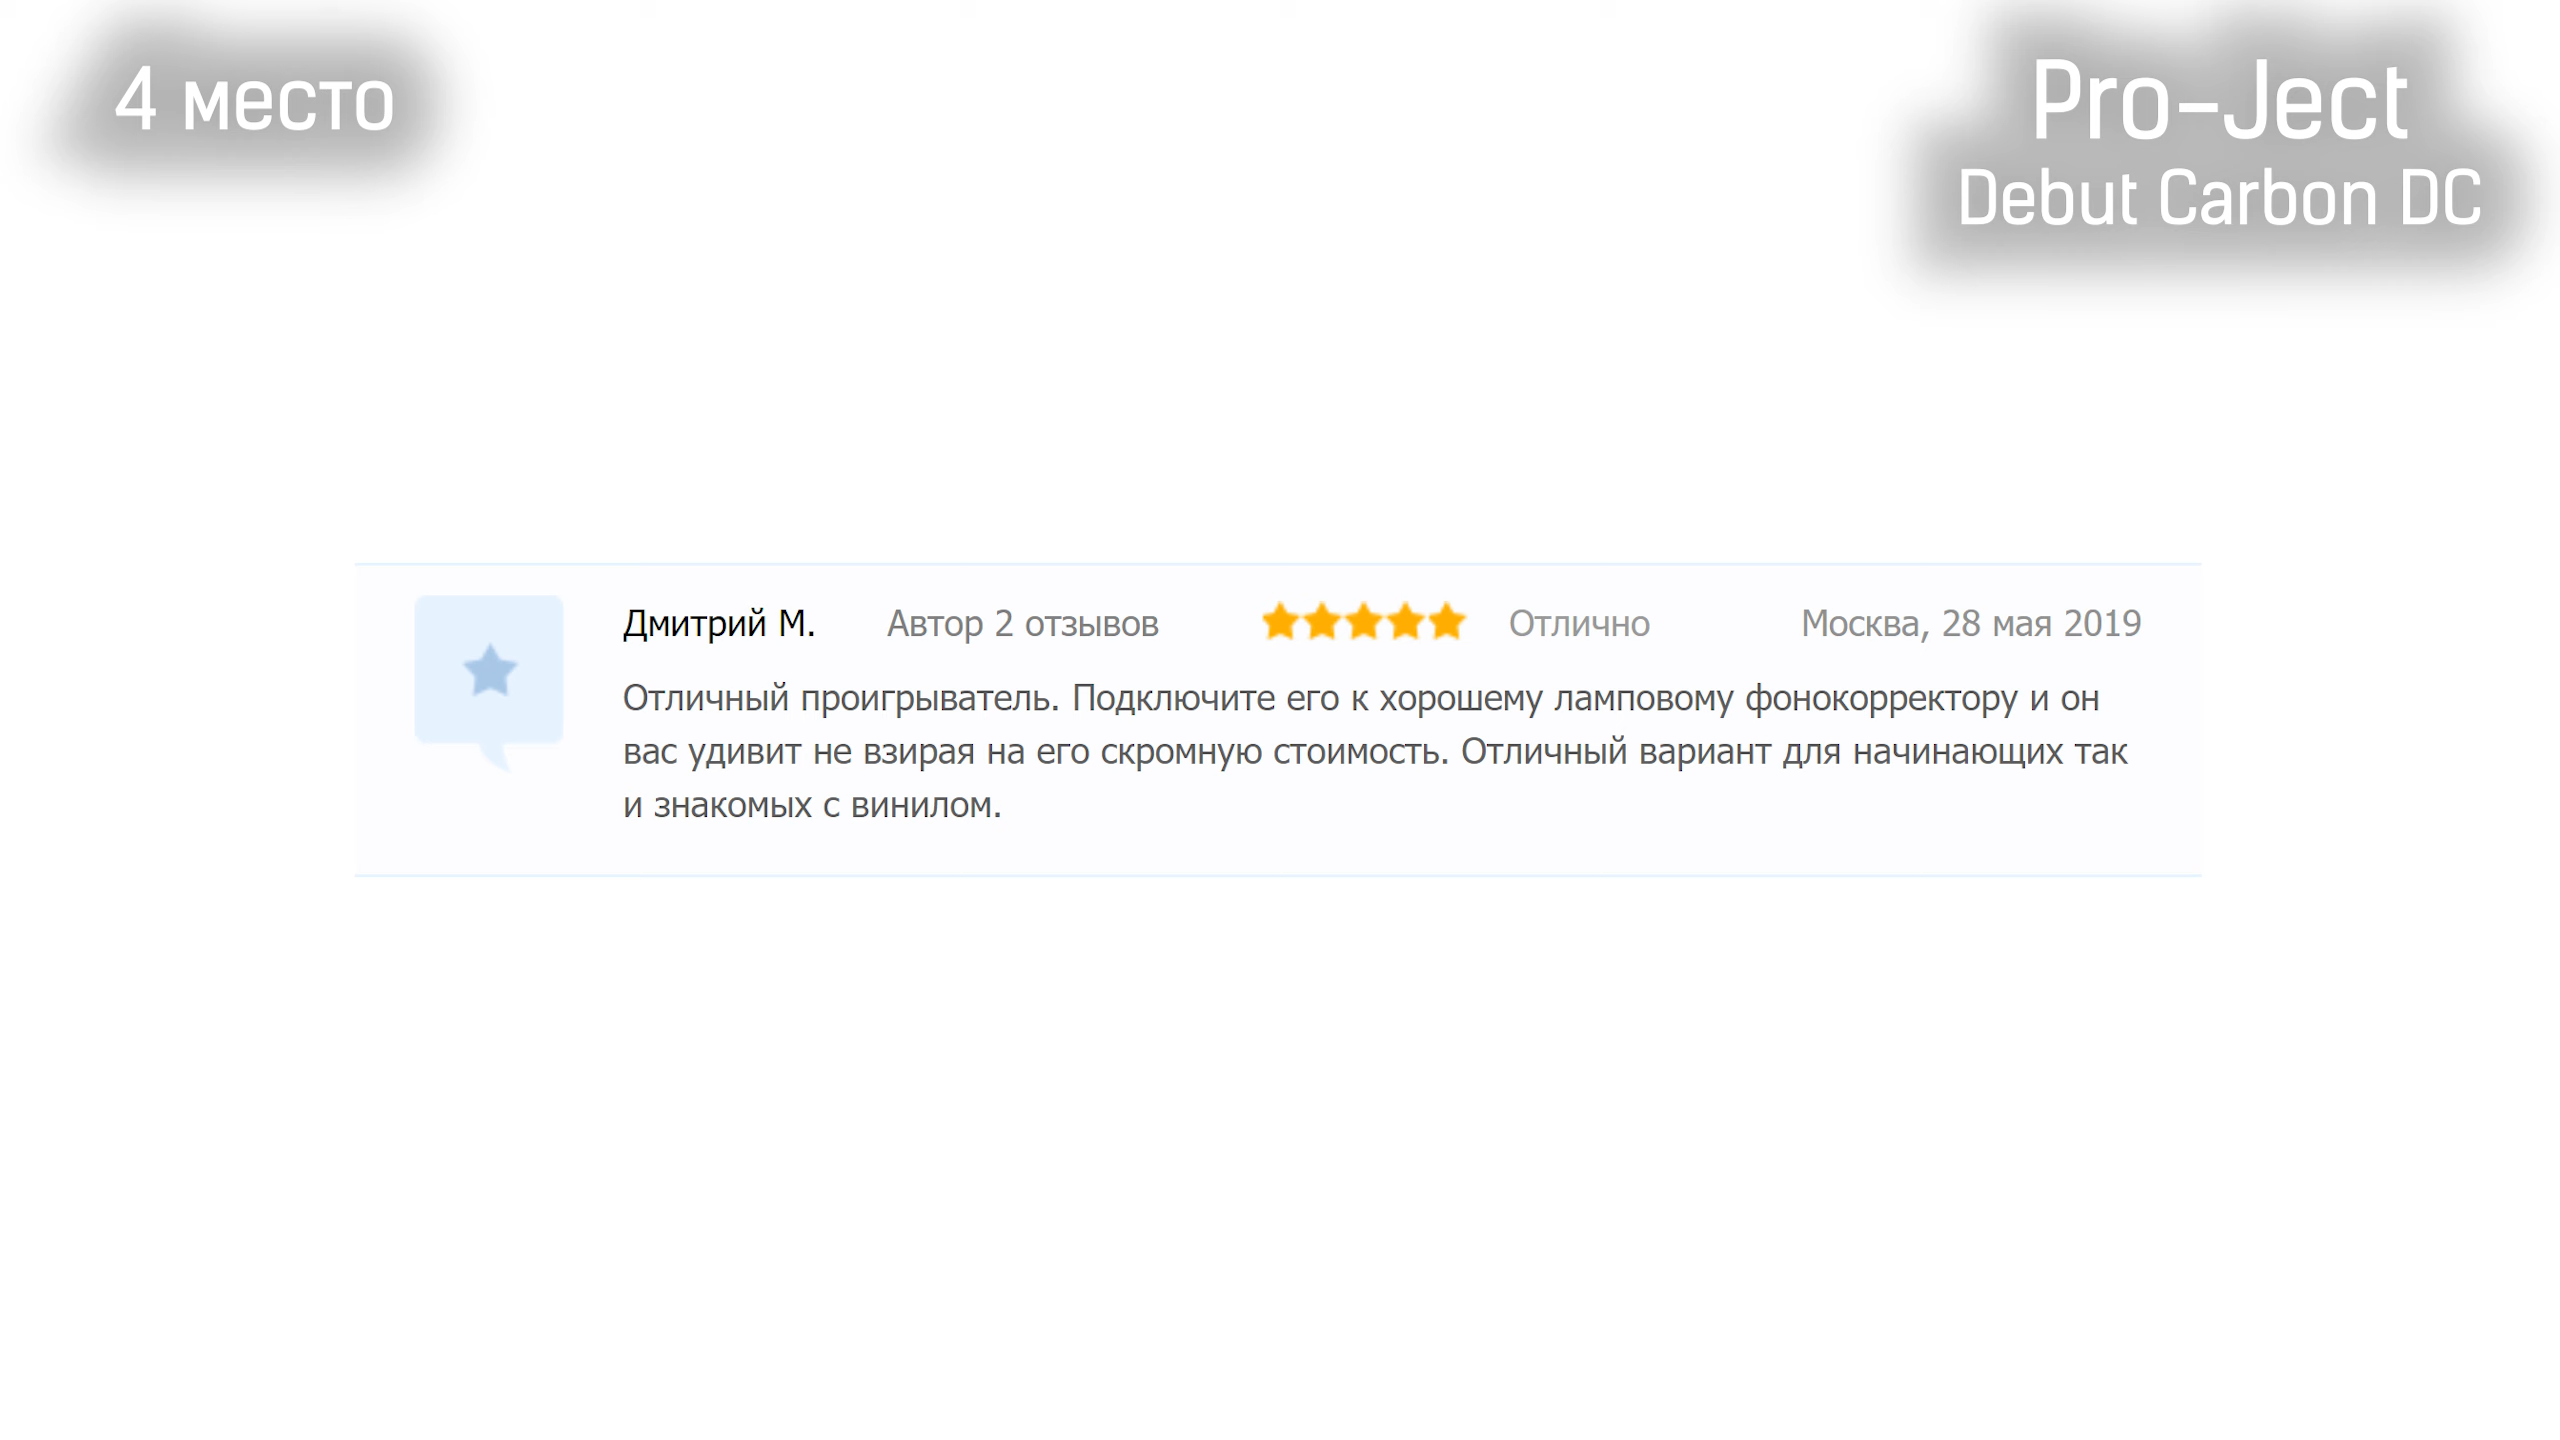 4 место
Pro-Ject
Debut Carbon DC
Дмитрий М. Автор 2 отзывов Отлично Москва, 28 мая 2019
Отличный проигрыватель. Подключите его к хорошему ламповому фонокорректору и он
вас удивит не взирая на его скромную стоимость. Отличный вариант для начинающих так
и знакомых с винилом.